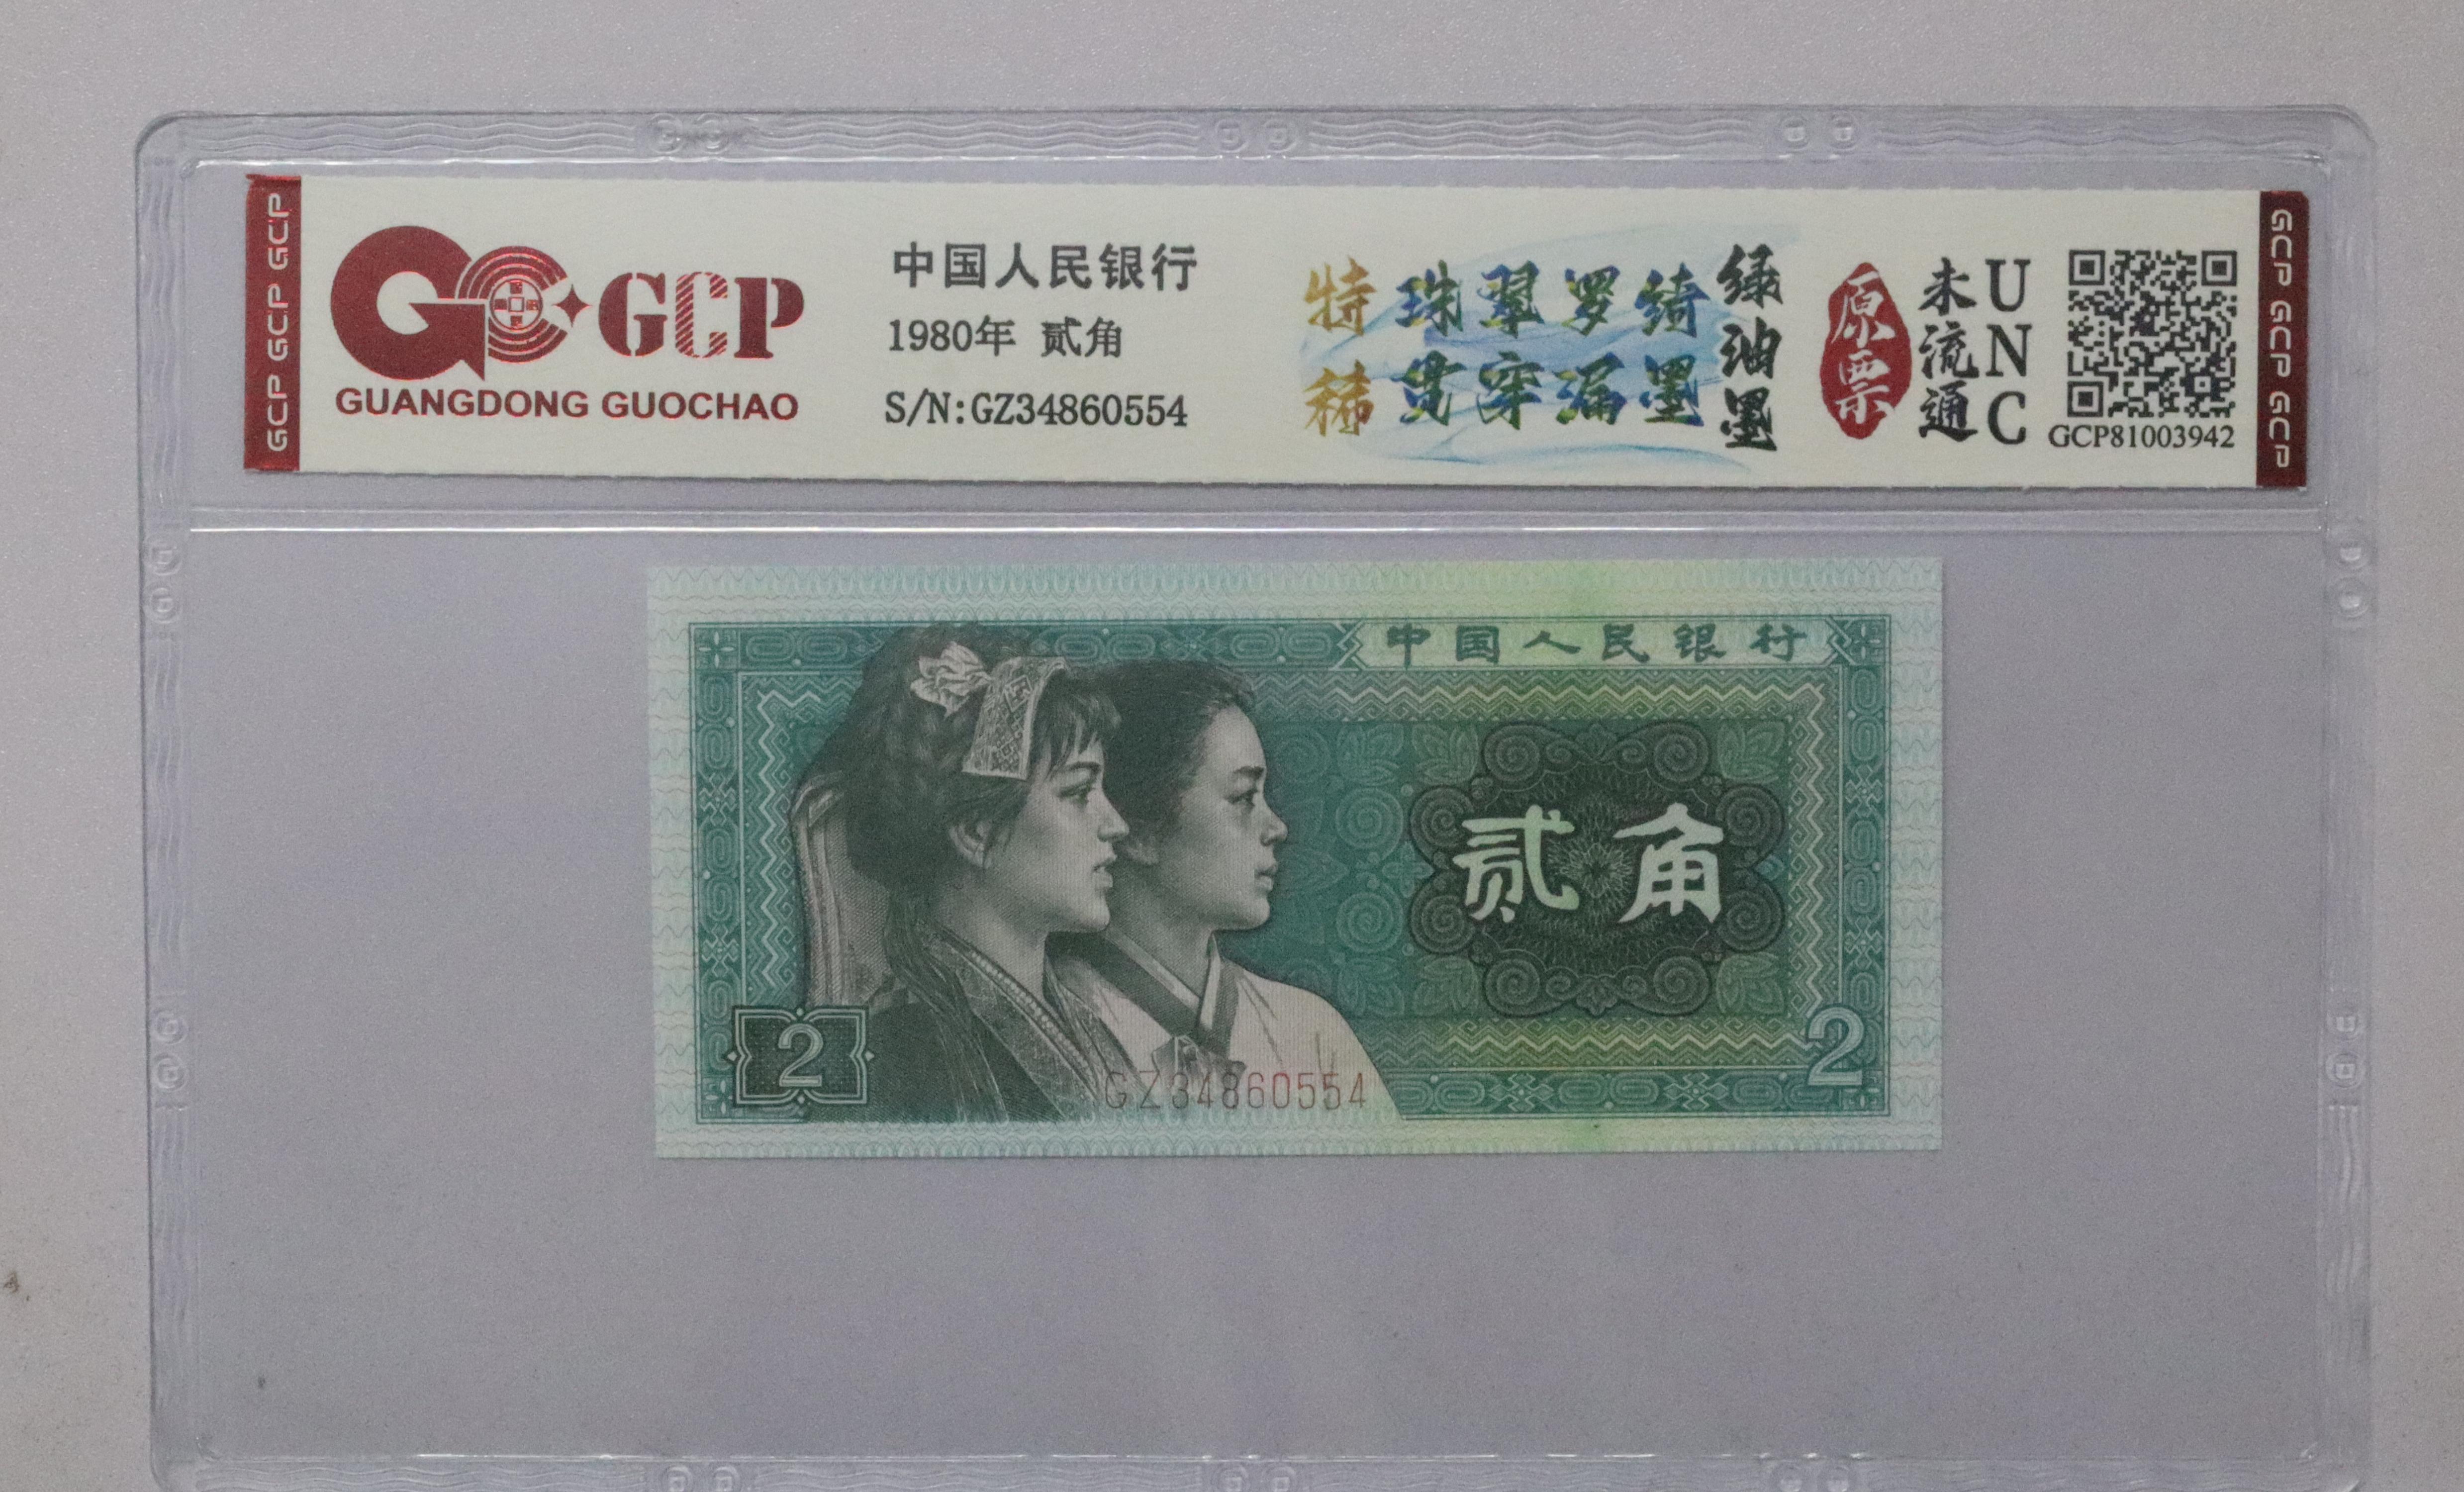 GCP GCP GCP
GCP
GUANGDONG GUOCHAO
中国人民银行
1980年 贰角
S/N:GZ34860554
特稀
珠翠罗绮
贯穿漏墨
绿油墨
原票
未流通
UNC
GCP81003942
GCP GCP GCP
中国人民银行
贰角
2
2
GZ34860554